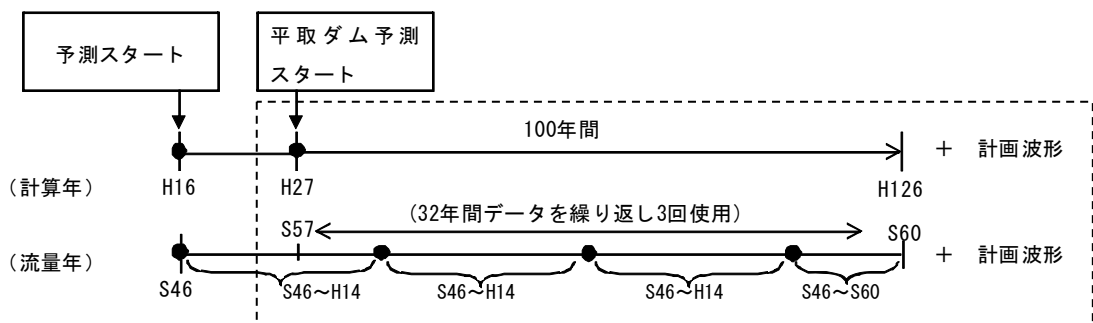 予測スタート
平取ダム予測
スタート
100年間
+ 計画波形
(計算年)
H16
H27
H126
(32年間データを繰り返し3回使用)
S57
S60
(流量年)
+ 計画波形
S46
S46～H14
S46～H14
S46～H14
S46～S60